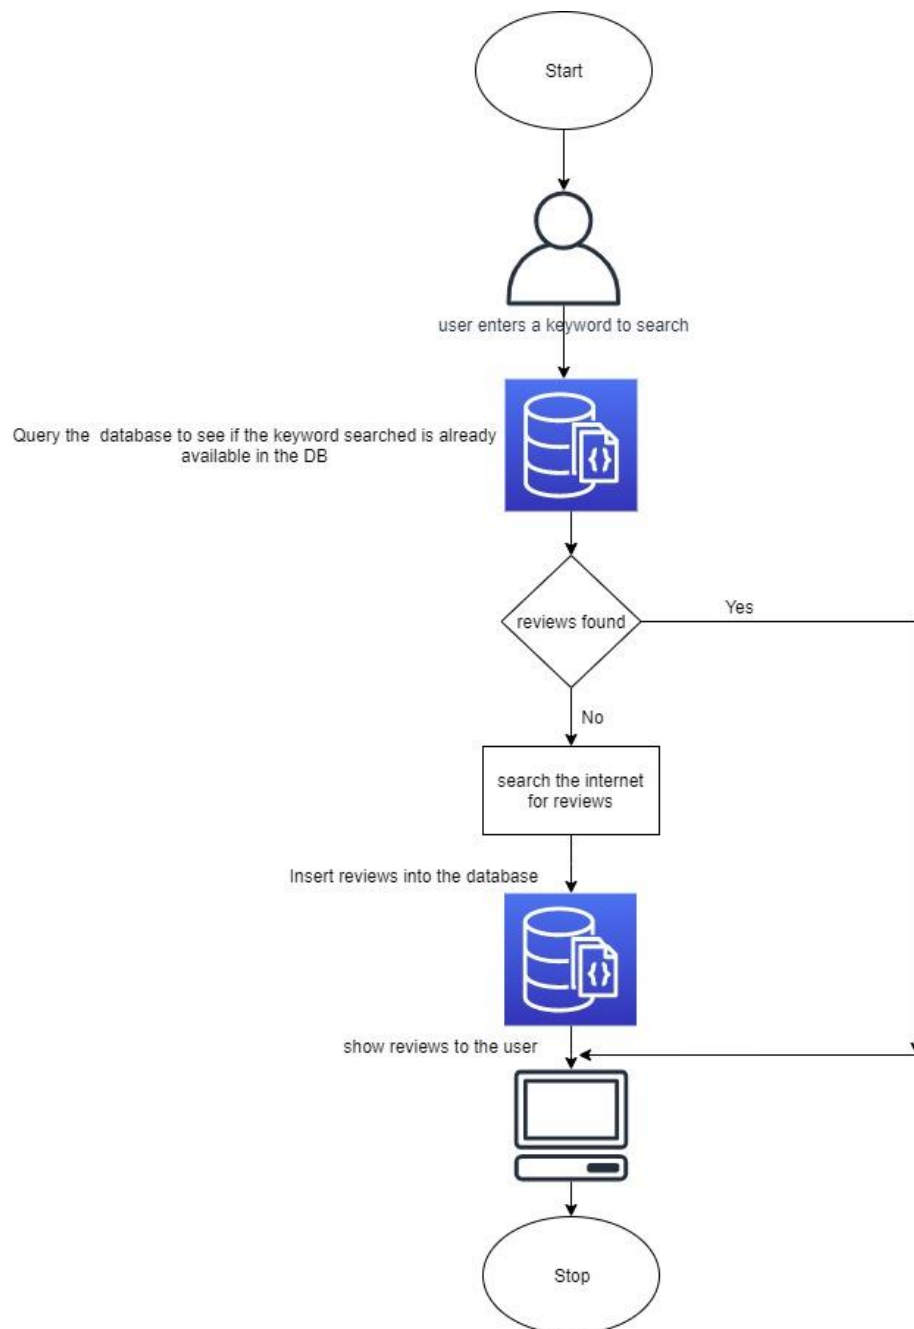 Start
user enters a keyword to search
Query the  database to see if the keyword searched is already
available in the DB
{}
reviews found
Yes
No
search the internet
for reviews
Insert reviews into the database
{}
show reviews to the user
Stop